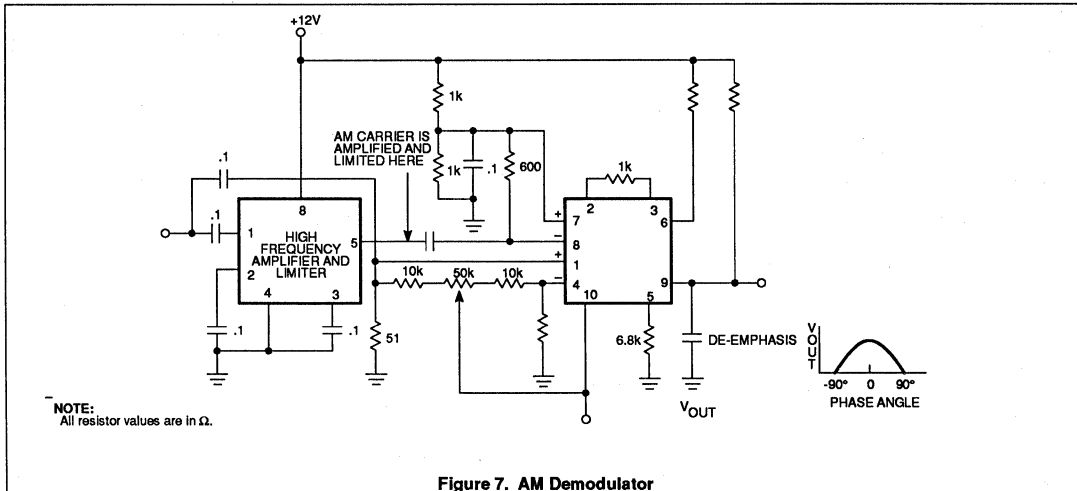 +12V
1k
AM CARRIER IS
AMPLIFIED AND
LIMITED HERE
1k
.1
600
1k
.1
.1
8
1
HIGH
FREQUENCY
AMPLIFIER AND
LIMITER
5
2
4
3
.1
.1
2
3
+
7
6
–
8
+
1
–
4
9
10
5
10k
50k
10k
51
6.8k
DE-EMPHASIS
VOUT
VOUT
-90°
0
90°
PHASE ANGLE
NOTE:
All resistor values are in Ω.
Figure 7. AM Demodulator